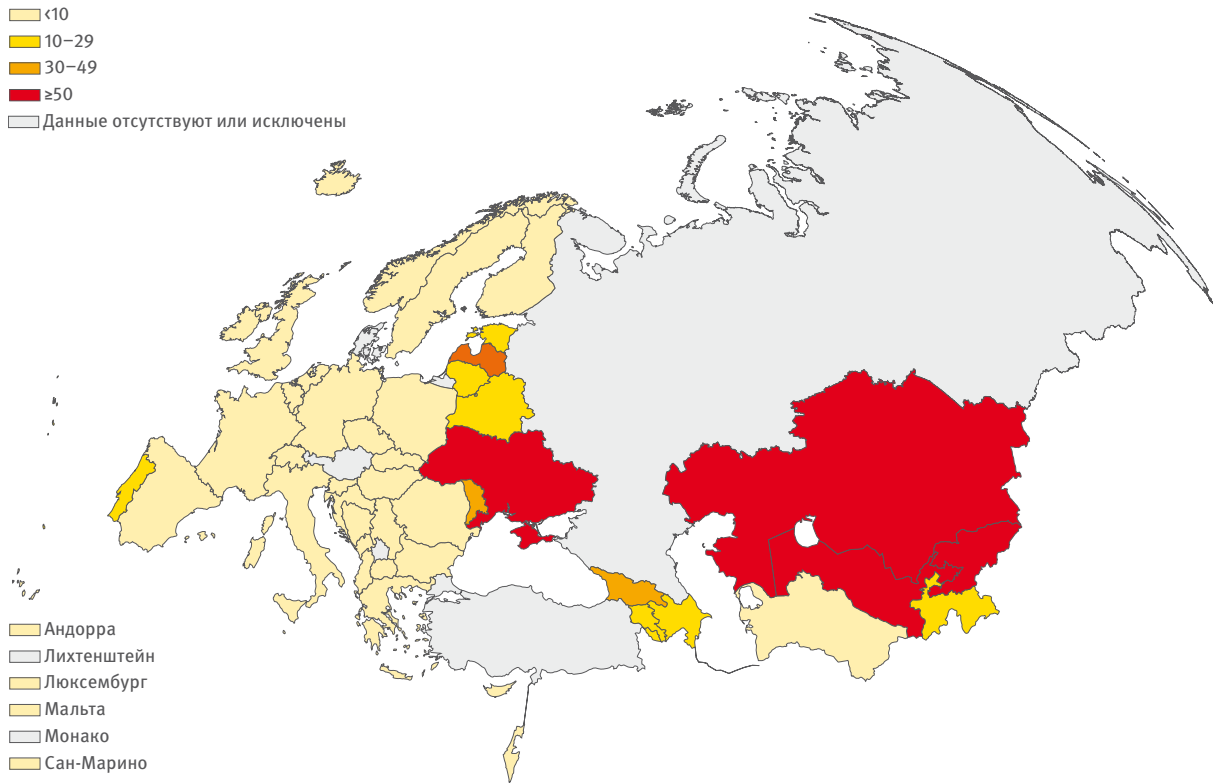 <10
10–29
30–49
≥50
Данные отсутствуют или исключены
Андорра
Лихтенштейн
Люксембург
Мальта
Монако
Сан-Марино